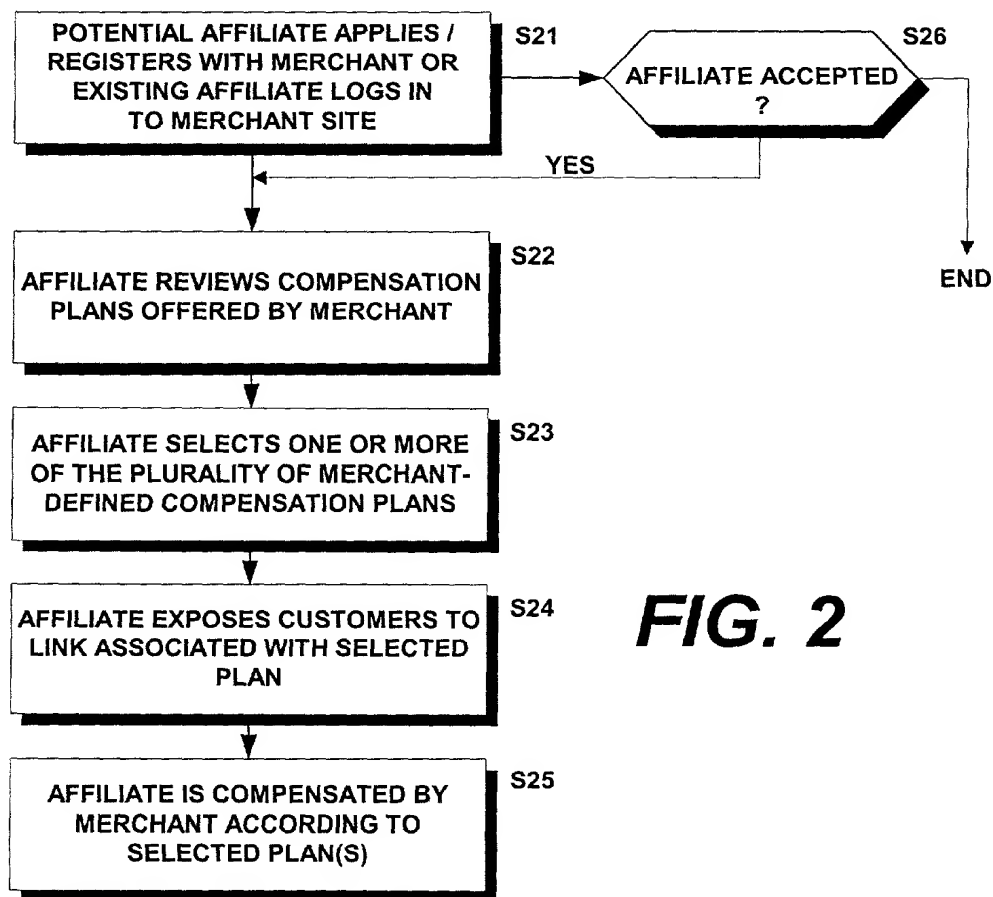 POTENTIAL AFFILIATE APPLIES /
REGISTERS WITH MERCHANT OR
EXISTING AFFILIATE LOGS IN
TO MERCHANT SITE
S21
S26
AFFILIATE ACCEPTED
?
YES
END
S22
AFFILIATE REVIEWS COMPENSATION
PLANS OFFERED BY MERCHANT
S23
AFFILIATE SELECTS ONE OR MORE
OF THE PLURALITY OF MERCHANT-
DEFINED COMPENSATION PLANS
S24
AFFILIATE EXPOSES CUSTOMERS TO
LINK ASSOCIATED WITH SELECTED
PLAN
FIG. 2
S25
AFFILIATE IS COMPENSATED BY
MERCHANT ACCORDING TO
SELECTED PLAN(S)